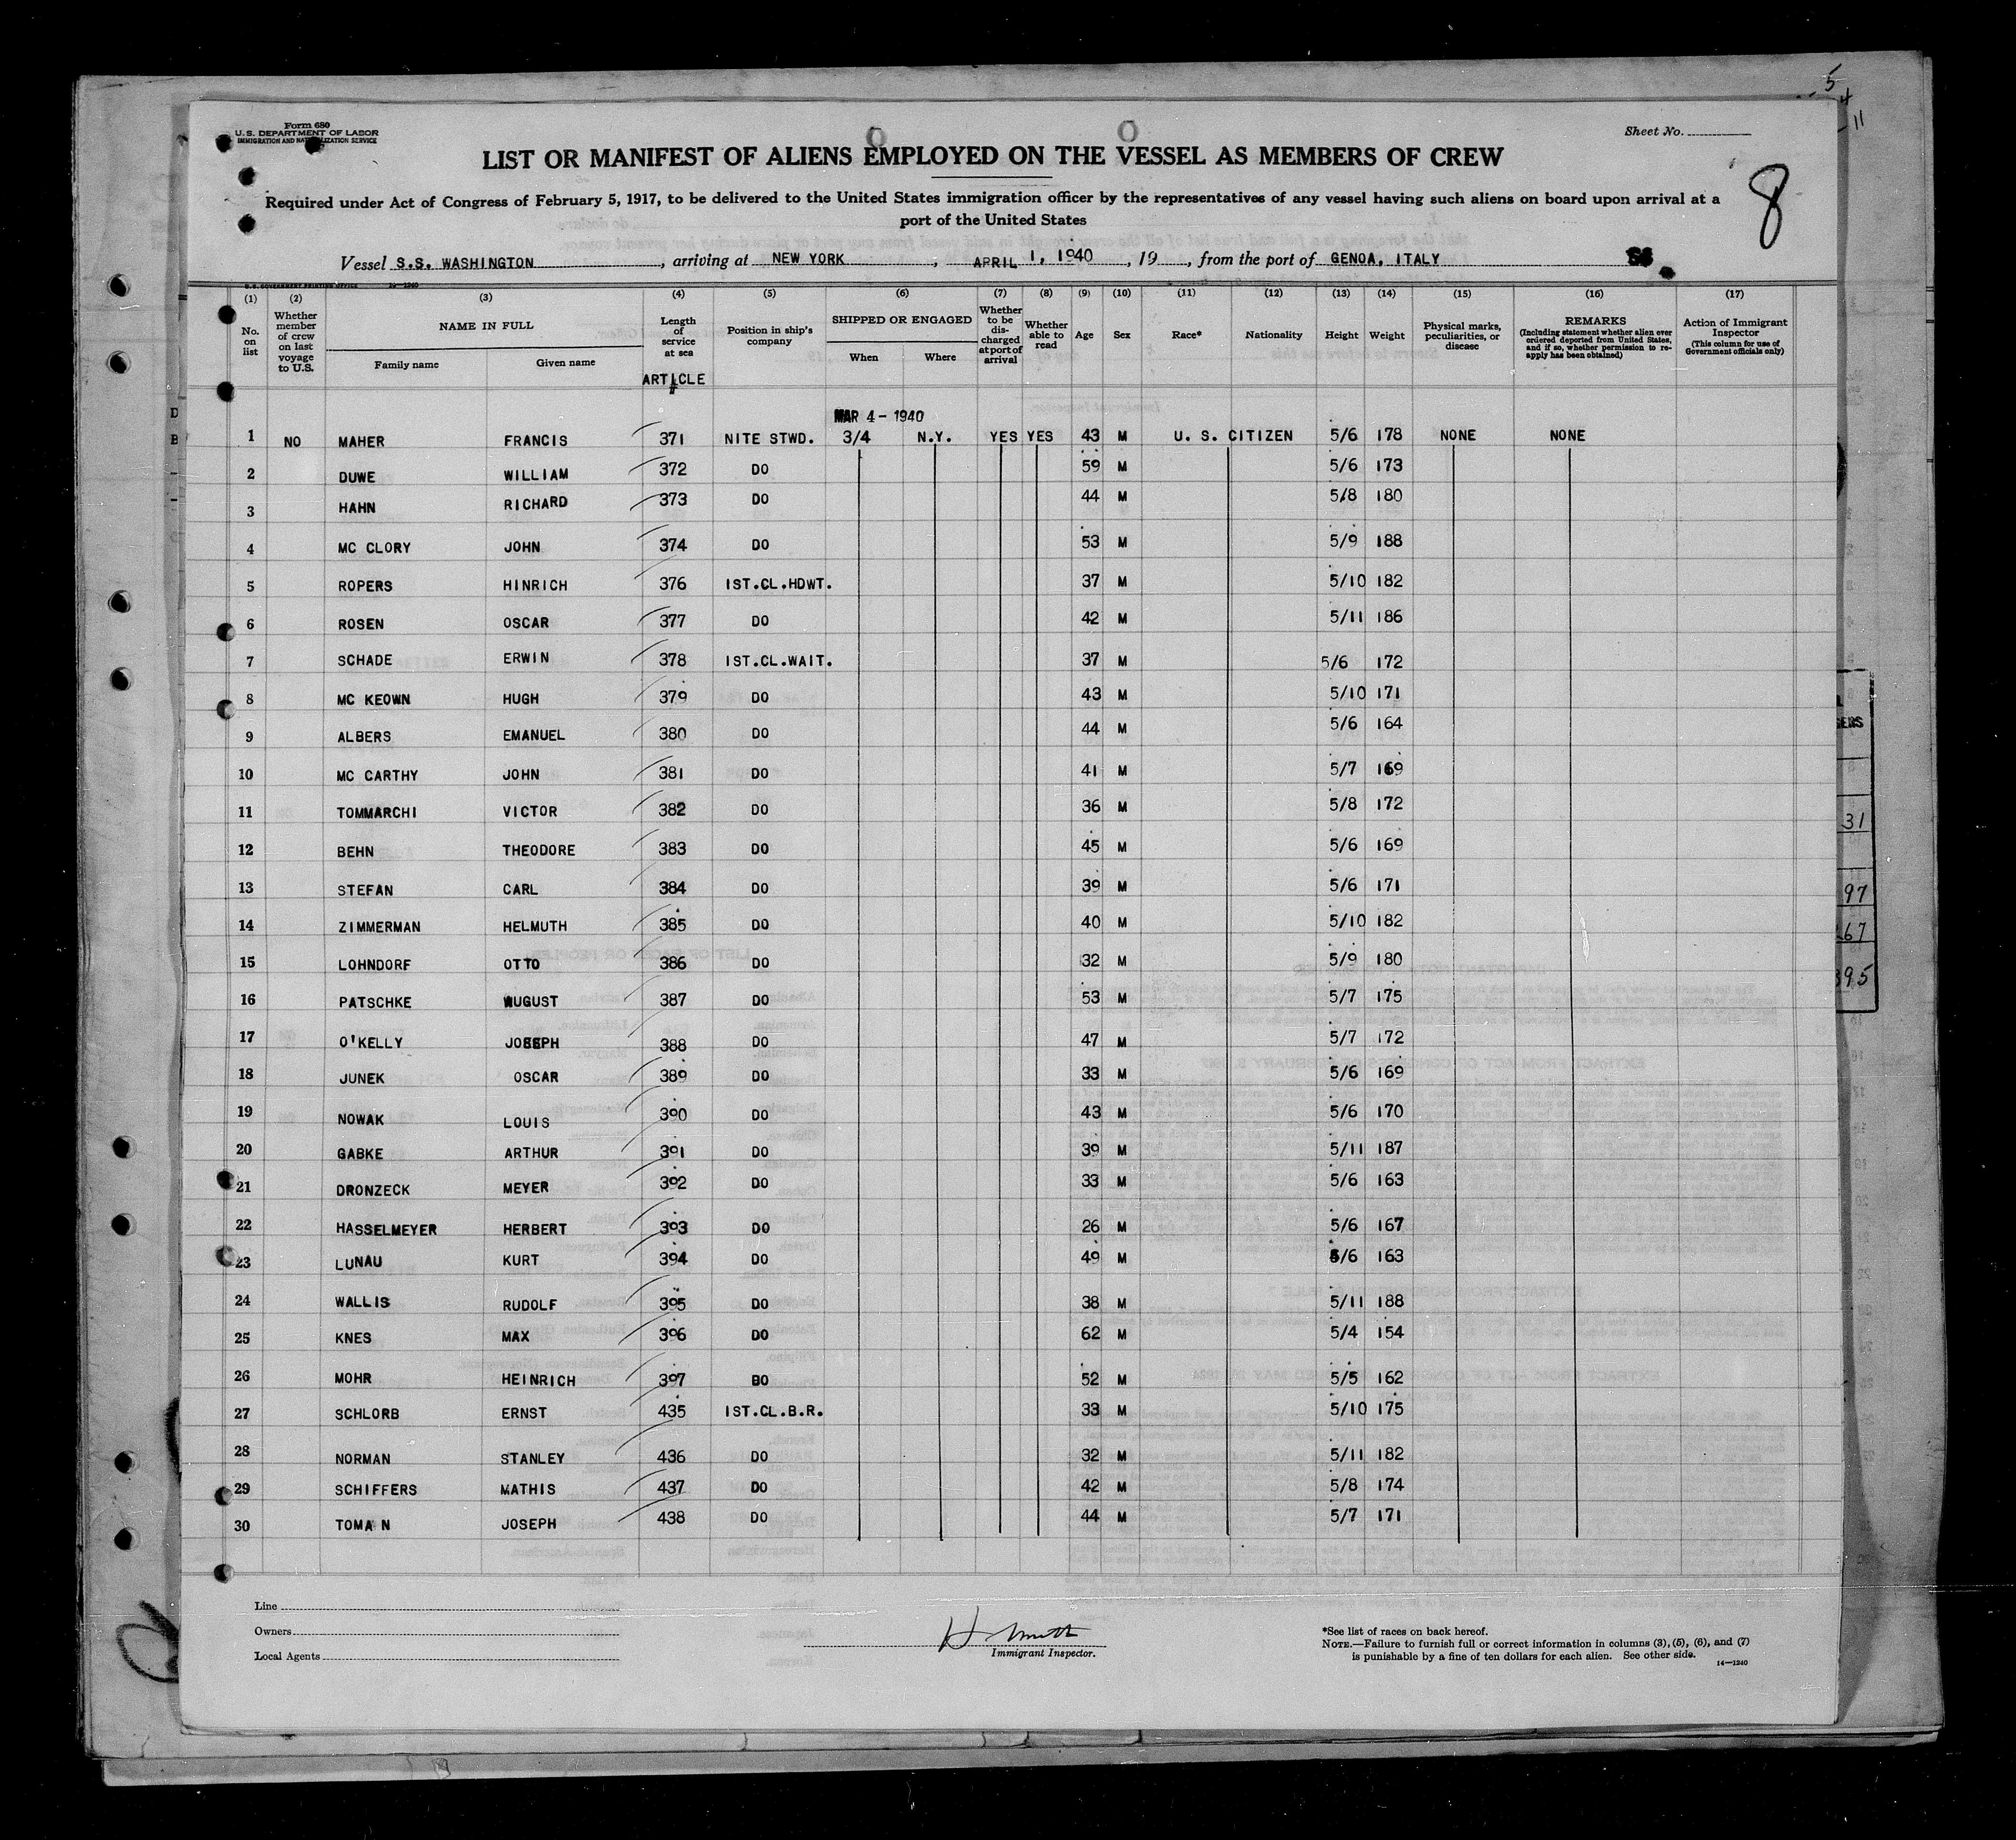 Form 680
U.S. DEPARTMENT OF LABOR
IMMIGRATION AND NATURALIZATION SERVICE
Sheet No.
LIST OR MANIFEST OF ALIENS EMPLOYED ON THE VESSEL AS MEMBERS OF CREW
8
Required under Act of Congress of February 5, 1917, to be delivered to the United States immigration officer by the representatives of any vessel having such aliens on board upon arrival at a
port of the United States
Vessel S.S. WASHINGTON, arriving at NEW YORK, APRIL 1, 1940, 19, from the port of GENOA, ITALY
U.S. GOVERNMENT PRINTING OFFICE 14—1240
(1) (2) (3) (4) (5) (6) (7) (8) (9) (10) (11) (12) (13) (14) (15) (16) (17)
No. on list
Whether member of crew on last voyage to U.S.
NAME IN FULL
Family name
Given name
Length of service at sea
ARTICLE #
Position in ship's company
SHIPPED OR ENGAGED
When
Where
Whether to be discharged at port of arrival
Whether able to read
Age
Sex
Race*
Nationality
Height
Weight
Physical marks, peculiarities, or disease
REMARKS
(Including statement whether alien ever ordered deported from United States, and if so, whether permission to reapply has been obtained)
Action of Immigrant Inspector
(This column for use of Government officials only)
MAR 4 - 1940
1 NO MAHER FRANCIS 371 NITE STWD. 3/4 N.Y. YES YES 43 M U. S. CITIZEN 5/6 178 NONE NONE
2 DUWE WILLIAM 372 DO 59 M 5/6 173
3 HAHN RICHARD 373 DO 44 M 5/8 180
4 MC CLORY JOHN 374 DO 53 M 5/9 188
5 ROPERS HINRICH 376 1ST.CL.HDWT. 37 M 5/10 182
6 ROSEN OSCAR 377 DO 42 M 5/11 186
7 SCHADE ERWIN 378 1ST.CL.WAIT. 37 M 5/6 172
8 MC KEOWN HUGH 379 DO 43 M 5/10 171
9 ALBERS EMANUEL 380 DO 44 M 5/6 164
10 MC CARTHY JOHN 381 DO 41 M 5/7 169
11 TOMMARCHI VICTOR 382 DO 36 M 5/8 172
12 BEHN THEODORE 383 DO 45 M 5/6 169
13 STEFAN CARL 384 DO 39 M 5/6 171
14 ZIMMERMAN HELMUTH 385 DO 40 M 5/10 182
15 LOHNDORF OTTO 386 DO 32 M 5/9 180
16 PATSCHKE WUGUST 387 DO 53 M 5/7 175
17 O'KELLY JOSEPH 388 DO 47 M 5/7 172
18 JUNEK OSCAR 389 DO 33 M 5/6 169
19 NOWAK LOUIS 390 DO 43 M 5/6 170
20 GABKE ARTHUR 391 DO 39 M 5/11 187
21 DRONZECK MEYER 392 DO 33 M 5/6 163
22 HASSELMEYER HERBERT 393 DO 26 M 5/6 167
23 LUNAU KURT 394 DO 49 M 5/6 163
24 WALLIS RUDOLF 395 DO 38 M 5/11 188
25 KNES MAX 396 DO 62 M 5/4 154
26 MOHR HEINRICH 397 DO 52 M 5/5 162
27 SCHLORB ERNST 435 1ST.CL.B.R. 33 M 5/10 175
28 NORMAN STANLEY 436 DO 32 M 5/11 182
29 SCHIFFERS MATHIS 437 DO 42 M 5/8 174
30 TOMA N JOSEPH 438 DO 44 M 5/7 171
Line
Owners
Local Agents
Immigrant Inspector.
*See list of races on back hereof.
NOTE.—Failure to furnish full or correct information in columns (3), (5), (6), and (7)
is punishable by a fine of ten dollars for each alien. See other side.
14—1240